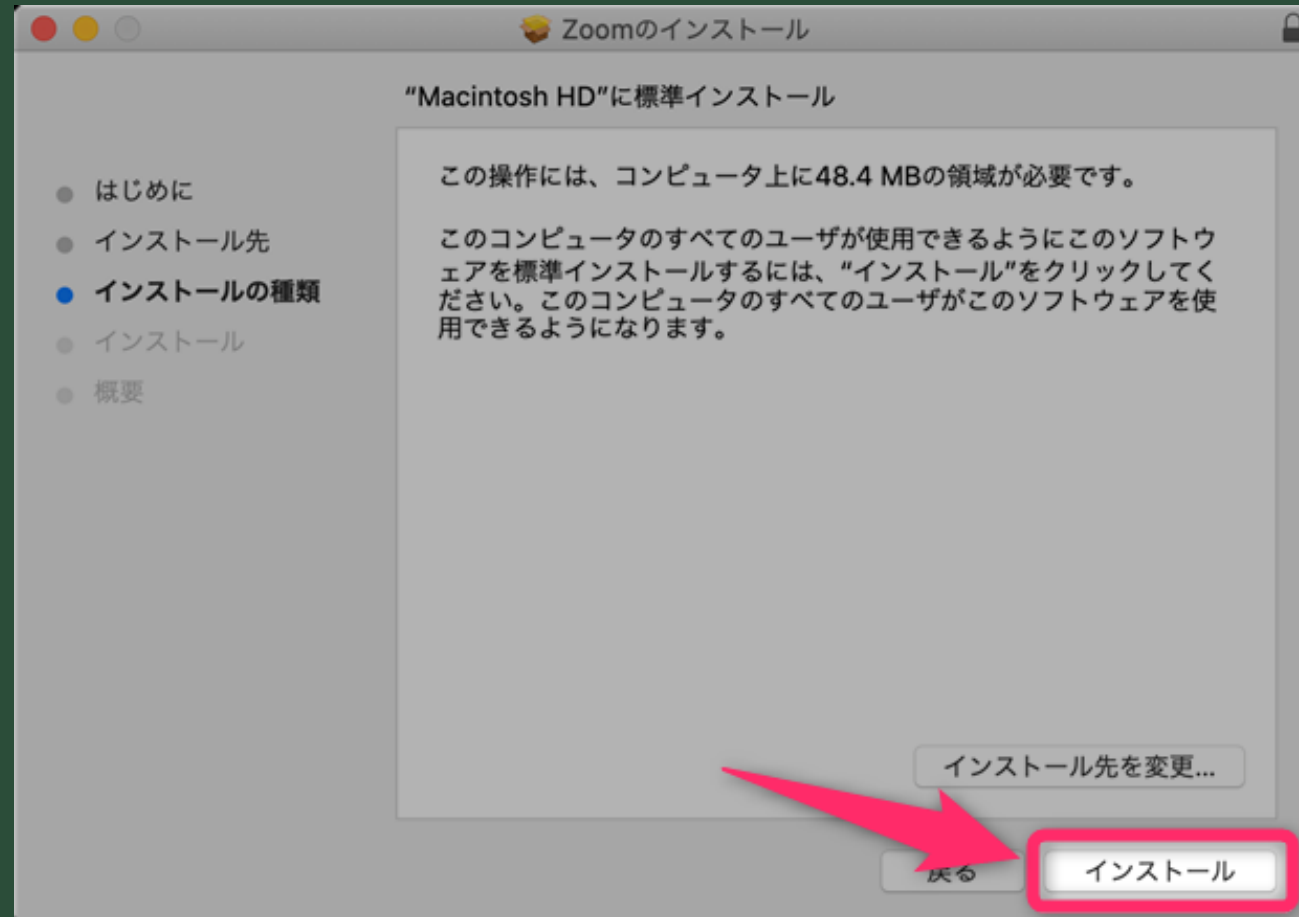 Zoomのインストール
“Macintosh HD”に標準インストール
はじめに
インストール先
インストールの種類
インストール
概要
この操作には、コンピュータ上に48.4 MBの領域が必要です。
このコンピュータのすべてのユーザが使用できるようにこのソフトウ
ェアを標準インストールするには、“インストール”をクリックしてく
ださい。このコンピュータのすべてのユーザがこのソフトウェアを使
用できるようになります。
インストール先を変更...
戻る
インストール